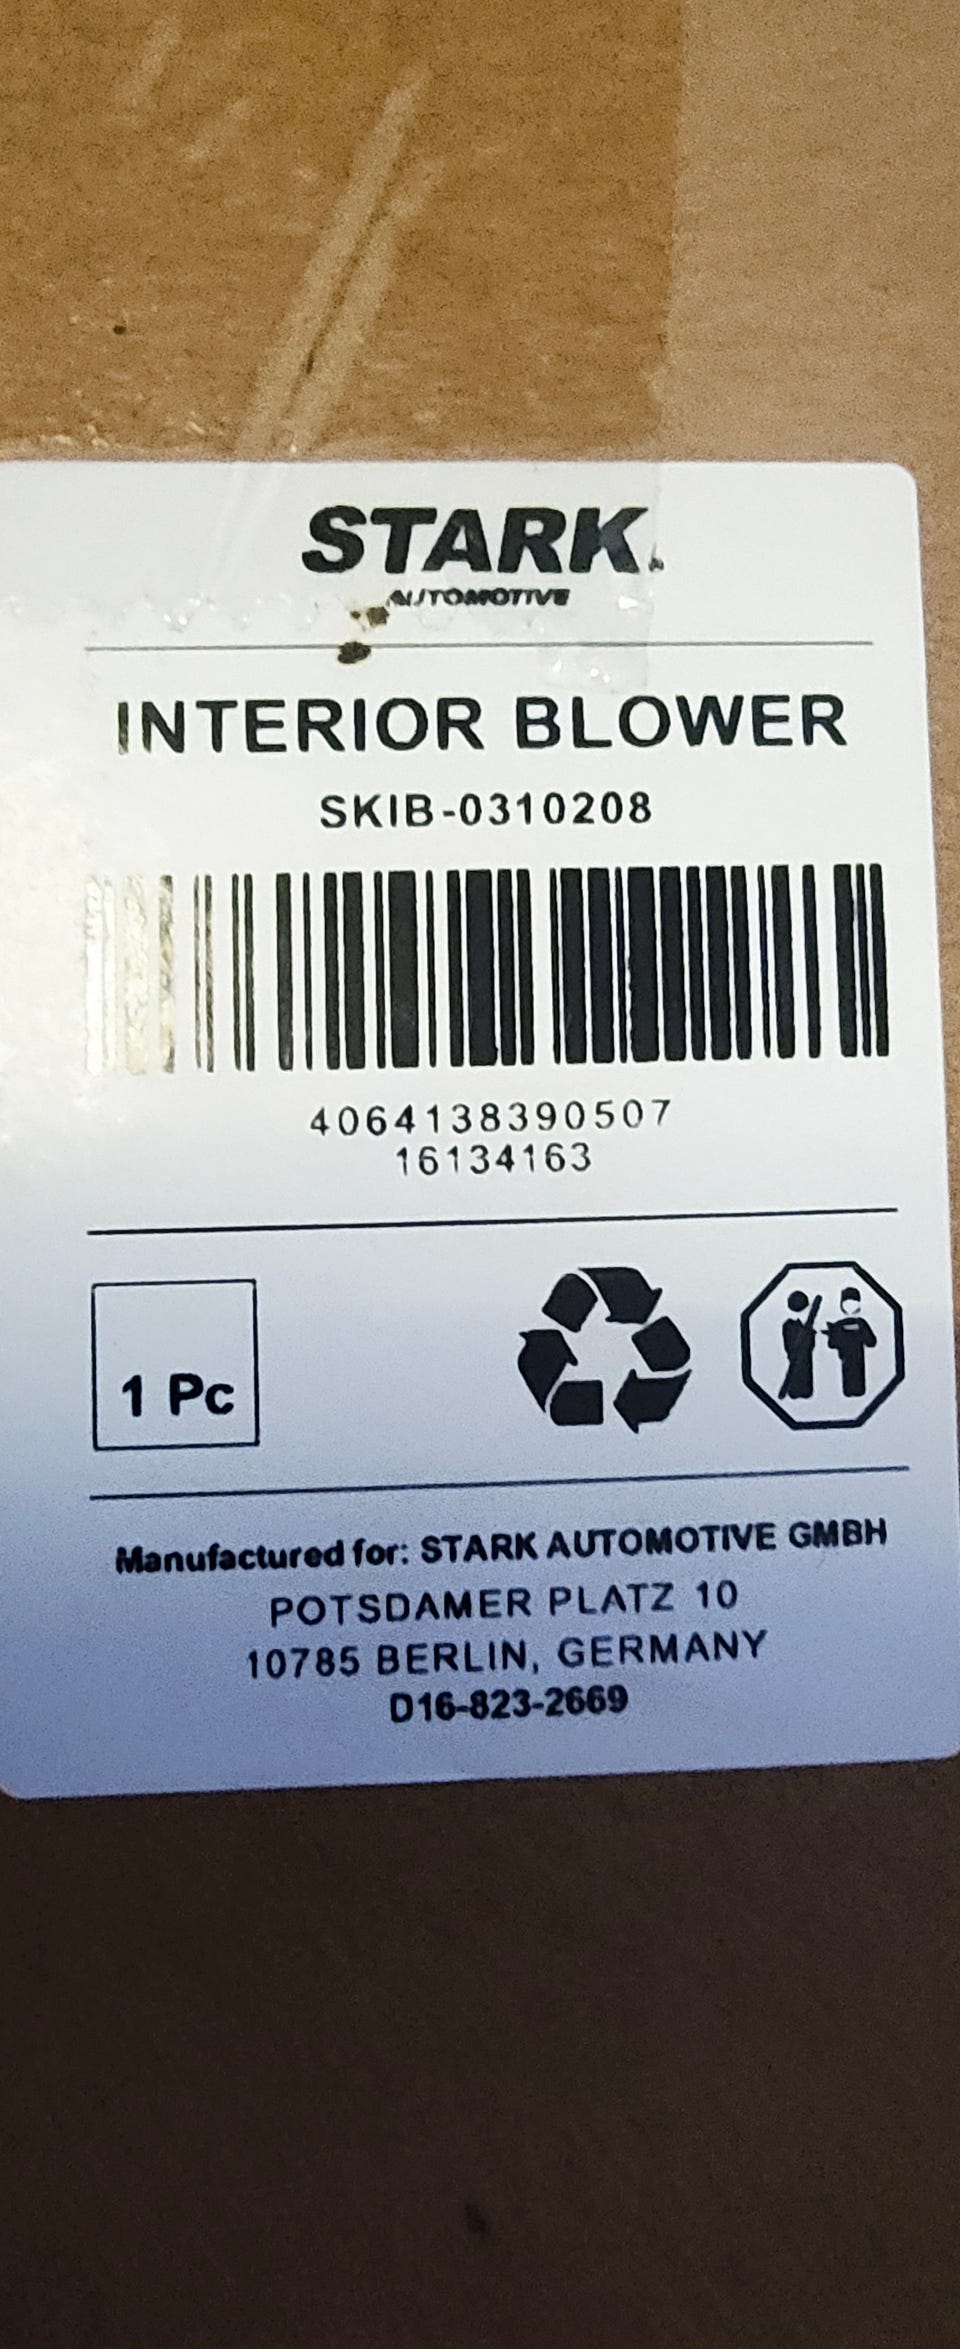 STARK
AUTOMOTIVE
INTERIOR BLOWER
SKIB-0310208
4064138390507
16134163
1 Pc
Manufactured for: STARK AUTOMOTIVE GMBH
POTSDAMER PLATZ 10
10785 BERLIN, GERMANY
D16-823-2669